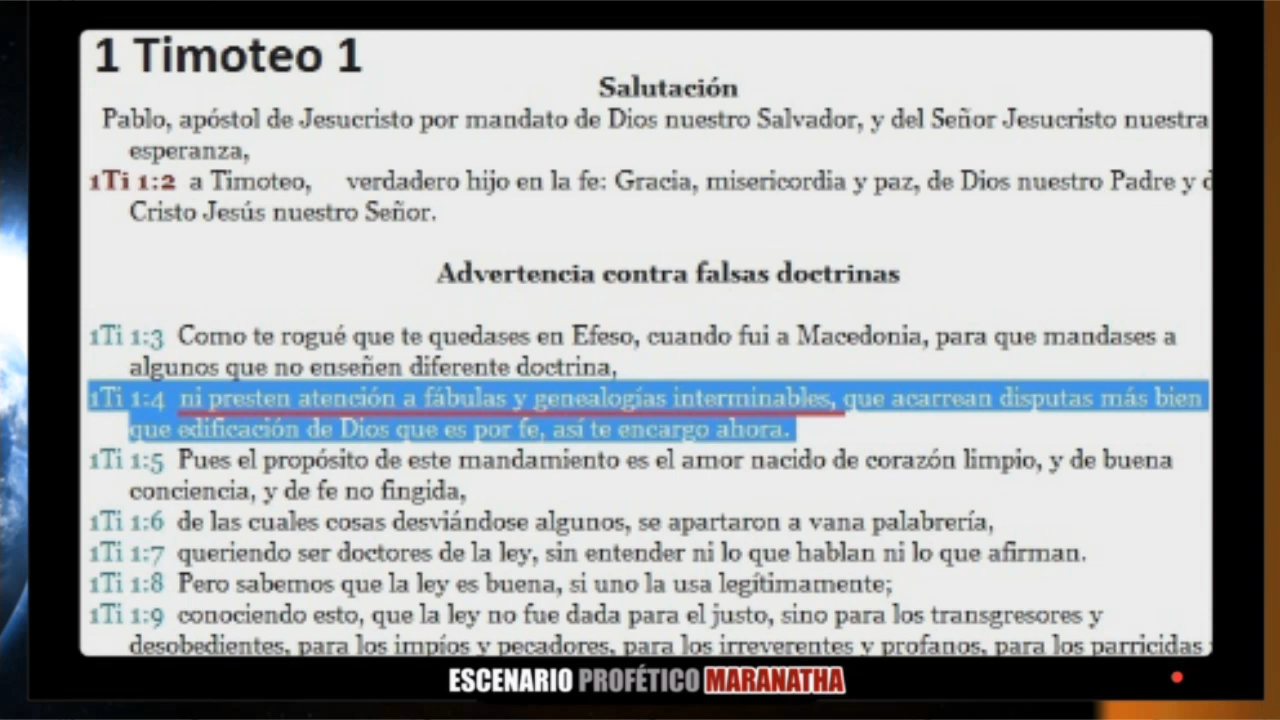 1 Timoteo 1
Salutación
Pablo, apóstol de Jesucristo por mandato de Dios nuestro Salvador, y del Señor Jesucristo nuestra
esperanza,
1Ti 1:2 a Timoteo, verdadero hijo en la fe: Gracia, misericordia y paz, de Dios nuestro Padre y
Cristo Jesús nuestro Señor.
Advertencia contra falsas doctrinas
1Ti 1:3 Como te rogué que te quedases en Efeso, cuando fui a Macedonia, para que mandases a
algunos que no enseñen diferente doctrina,
1Ti 1:4 ni presten atención a fábulas y genealogías interminables, que acarrean disputas más bien
que edificación de Dios que es por fe, así te encargo ahora.
1Ti 1:5 Pues el propósito de este mandamiento es el amor nacido de corazón limpio, y de buena
conciencia, y de fe no fingida,
1Ti 1:6 de las cuales cosas desviándose algunos, se apartaron a vana palabrería,
1Ti 1:7 queriendo ser doctores de la ley, sin entender ni lo que hablan ni lo que afirman.
1Ti 1:8 Pero sabemos que la ley es buena, si uno la usa legítimamente;
1Ti 1:9 conociendo esto, que la ley no fue dada para el justo, sino para los transgresores y
desobedientes, para los impíos y pecadores, para los irreverentes y profanos, para los parricidas
ESCENARIO PROFÉTICO MARANATHA